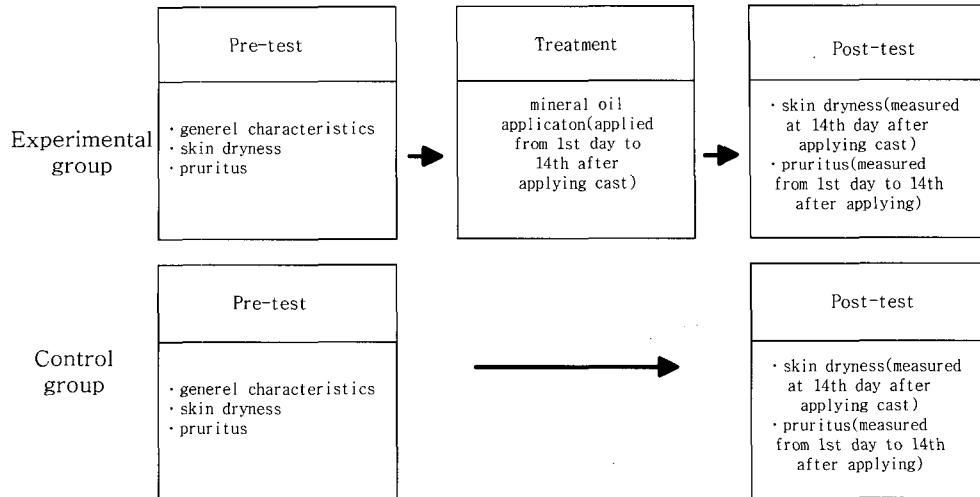 Pre-test
Treatment
Post-test
Experimental
group
· generel characteristics
· skin dryness
· pruritus
mineral oil
applicaton(applied
from 1st day to
14th after
applying cast)
· skin dryness(measured
at 14th day after
applying cast)
· pruritus(measured
from 1st day to 14th
after applying)
Pre-test
Post-test
Control
group
· generel characteristics
· skin dryness
· pruritus
· skin dryness(measured
at 14th day after
applying cast)
· pruritus(measured
from 1st day to 14th
after applying)